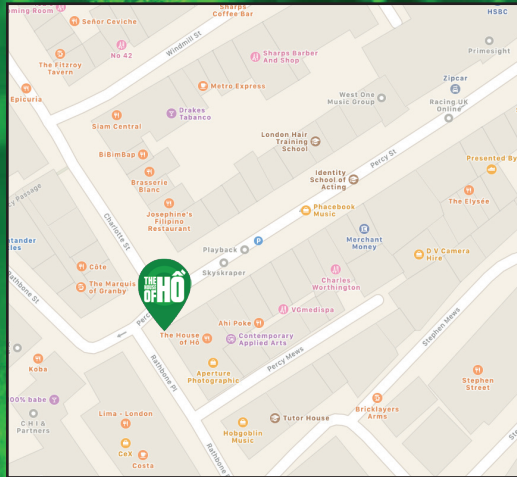 Sharps
Coffee Bar
HSBC
Señor Ceviche
Windmill St
No 42
The Fitzroy
Tavern
Sharps Barber
And Shop
Primesight
Epicuria
Metro Express
Zipcar
West One
Music Group
Racing UK
Online
Drakes
Tabanco
Siam Central
London Hair
Training
School
BiBimBap
Percy St
Brasserie
Blanc
Identity
School of
Acting
Presented By
Passage
Josephine's
Filipino
Restaurant
Phacebook
Music
The Elysée
Charlotte St
Merchant
Money
Playback
D V Camera
Hire
Rathbone St
Côte
Skyskraper
The Marquis
of Granby
THE
HOUSE
OF HỒ
Charles
Worthington
VGmedispa
Stephen Mews
Ahi Poke
The House
of Hô
Contemporary
Applied Arts
Rathbone Pl
Percy Mews
Koba
Aperture
Photographic
Stephen
Street
100% babe
C.H.I &
Partners
Lima - London
Tutor House
Bricklayers
Arms
CeX
Hobgoblin
Music
Costa
Rathbone